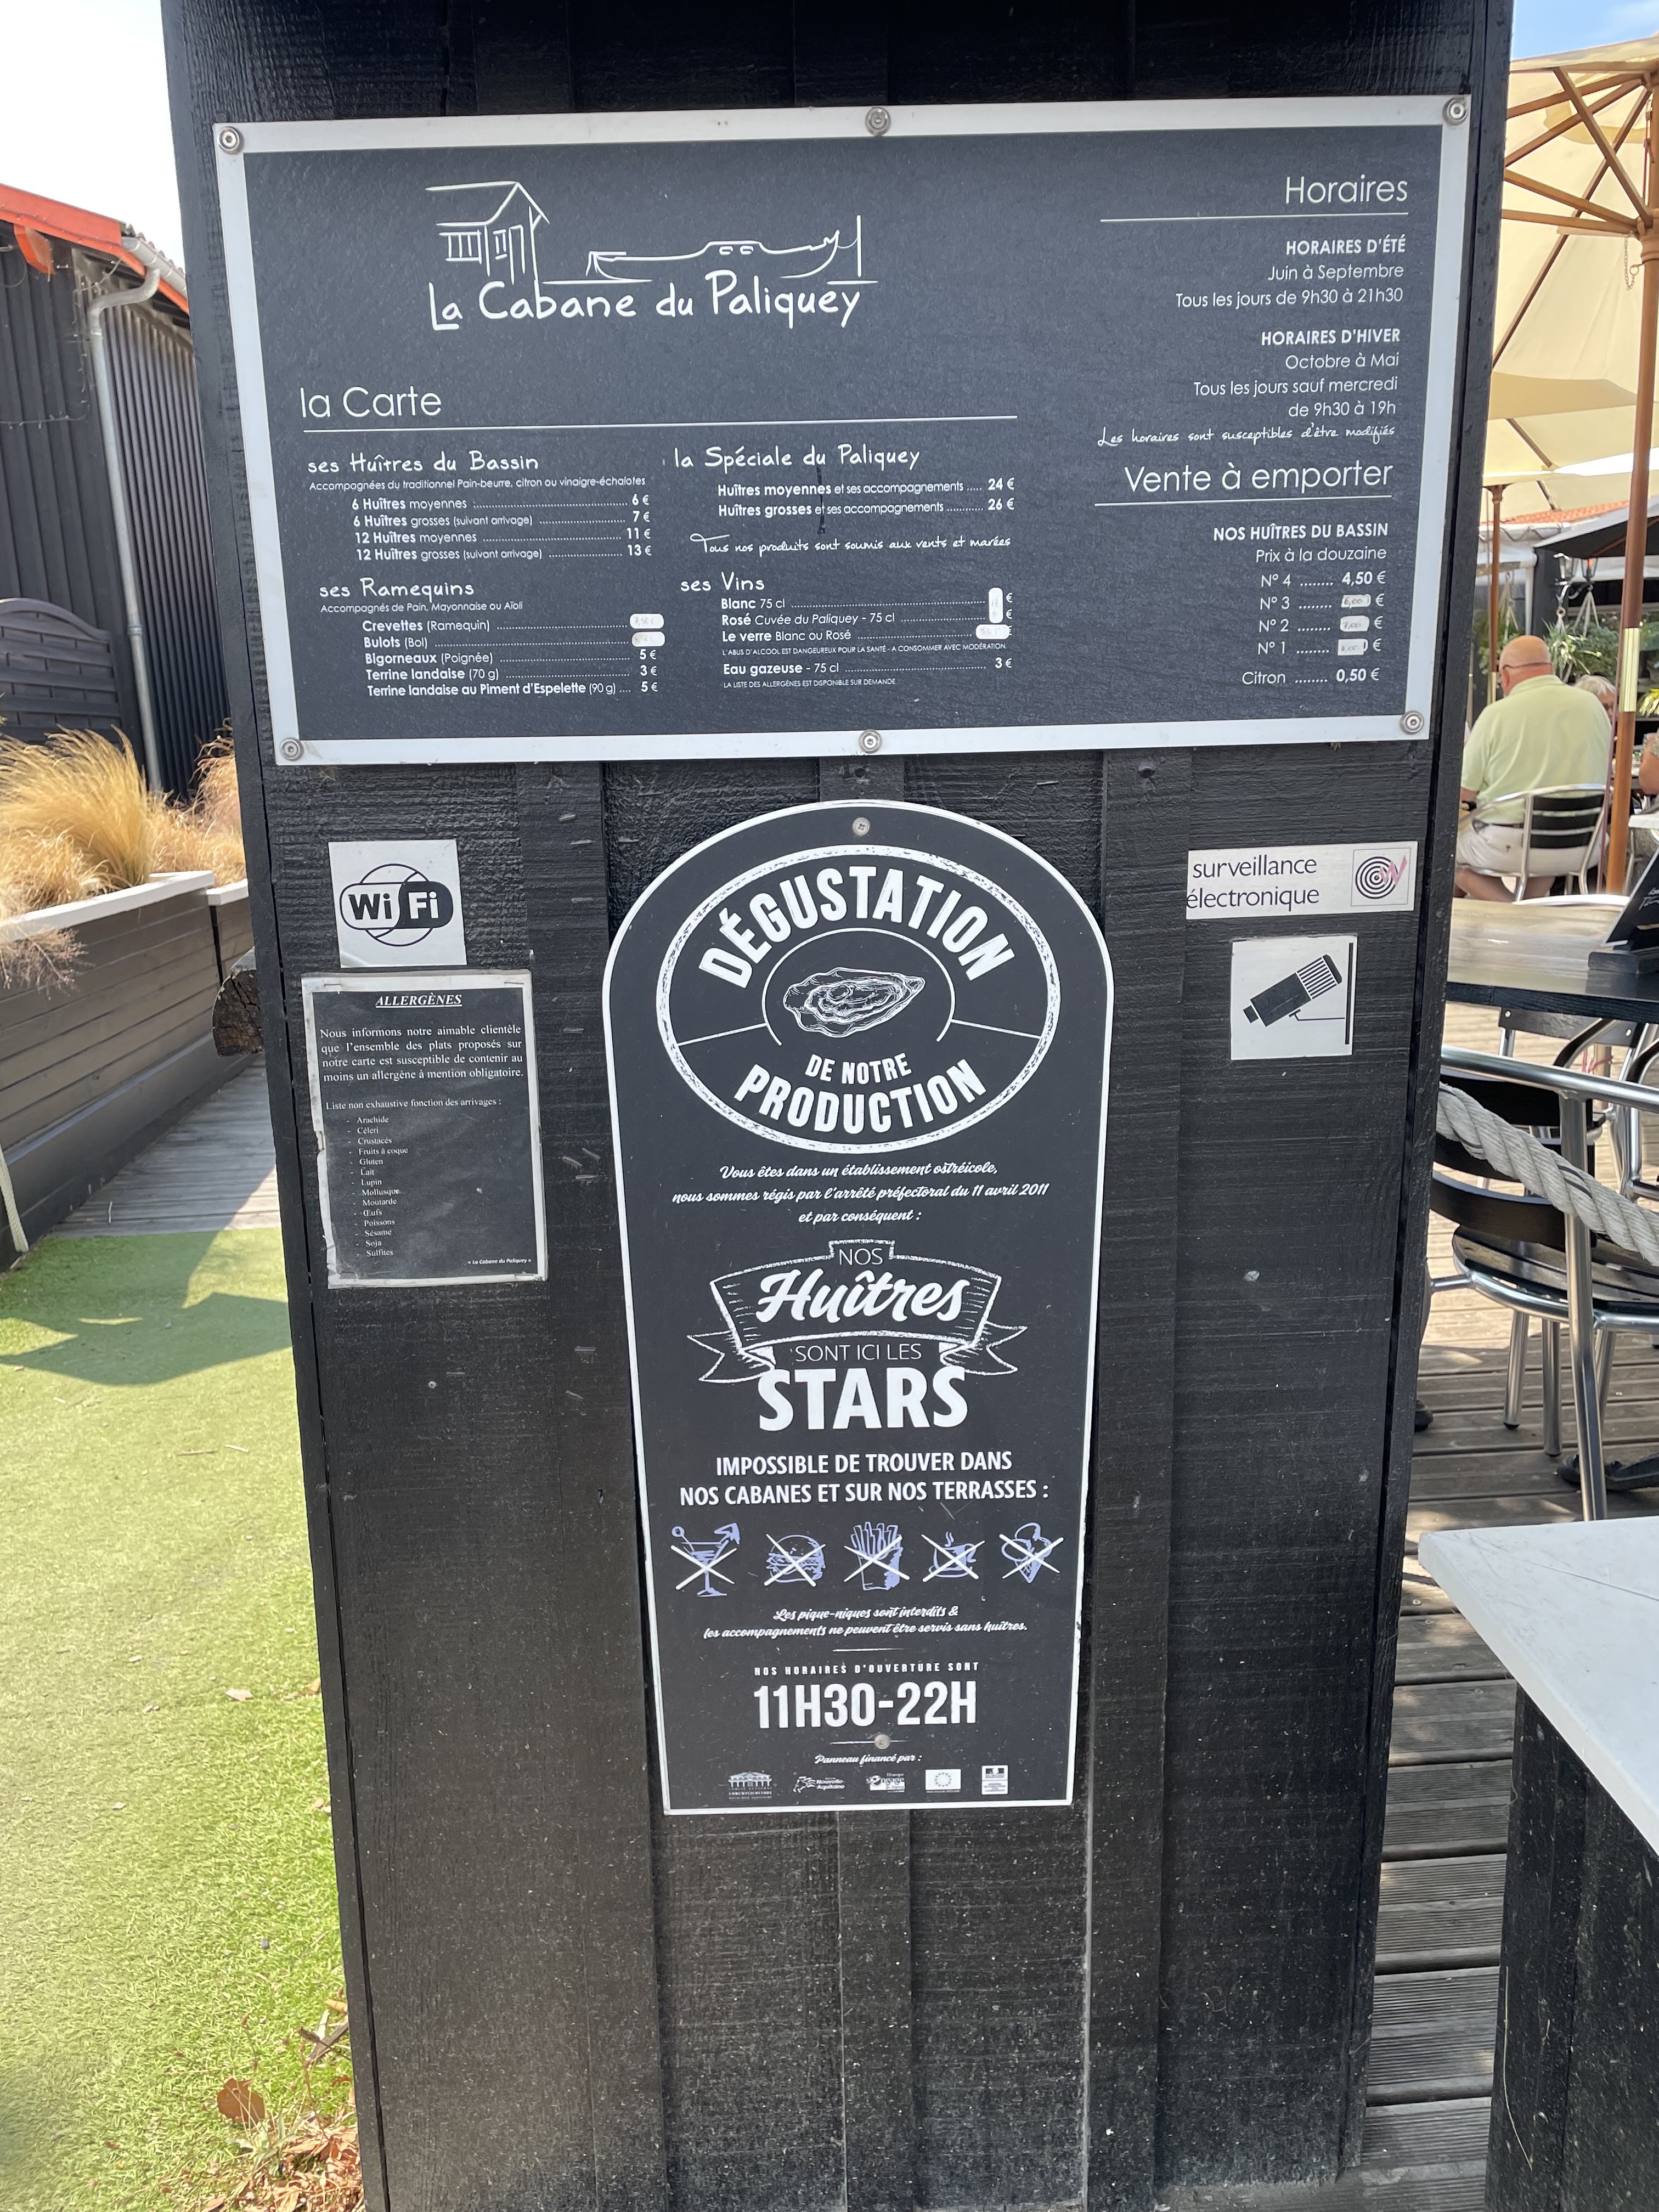 La Cabane du Paliquey
la Carte
ses Huîtres du Bassin
Accompagnées du traditionnel Pain-beurre, citron ou vinaigre-échalotes
6 Huîtres moyennes ........ 6 €
6 Huîtres grosses (suivant arrivage) ........ 7 €
12 Huîtres moyennes ........ 11 €
12 Huîtres grosses (suivant arrivage) ........ 13 €
ses Ramequins
Accompagnés de Pain, Mayonnaise ou Aïoli
Crevettes (Ramequin) ........
Bulots (Bol) ........
Bigorneaux (Poignée) ........ 5 €
Terrine landaise (70 g) ........ 3 €
Terrine landaise au Piment d'Espelette (90 g) .... 5 €
la Spéciale du Paliquey
Huîtres moyennes et ses accompagnements ..... 24 €
Huîtres grosses et ses accompagnements ........ 26 €
Tous nos produits sont soumis aux vents et marées
ses Vins
Blanc 75 cl ........ €
Rosé Cuvée du Paliquey - 75 cl ........ €
Le verre Blanc ou Rosé ........ €
L'ABUS D'ALCOOL EST DANGEUREUX POUR LA SANTÉ - A CONSOMMER AVEC MODÉRATION.
Eau gazeuse - 75 cl ........ 3 €
LA LISTE DES ALLERGÈNES EST DISPONIBLE SUR DEMANDE
Horaires
HORAIRES D'ÉTÉ
Juin à Septembre
Tous les jours de 9h30 à 21h30
HORAIRES D'HIVER
Octobre à Mai
Tous les jours sauf mercredi
de 9h30 à 19h
Les horaires sont susceptibles d'être modifiés
Vente à emporter
NOS HUÎTRES DU BASSIN
Prix à la douzaine
N° 4 ........ 4,50 €
N° 3 ........ 6,00 €
N° 2 ........ 7,00 €
N° 1 ........ €
Citron ........ 0,50 €
Wi Fi
ALLERGÈNES
Nous informons notre aimable clientèle
que l'ensemble des plats proposés sur
notre carte est susceptible de contenir au
moins un allergène à mention obligatoire.
Liste non exhaustive fonction des arrivages :
- Arachide
- Céleri
- Crustacés
- Fruits à coque
- Gluten
- Lait
- Lupin
- Mollusque
- Moutarde
- Œufs
- Poissons
- Sésame
- Soja
- Sulfites
« La Cabane du Paliquey »
DÉGUSTATION
DE NOTRE
PRODUCTION
Vous êtes dans un établissement ostréicole,
nous sommes régis par l'arrêté préfectoral du 11 avril 2011
et par conséquent :
NOS
Huîtres
SONT ICI LES
STARS
IMPOSSIBLE DE TROUVER DANS
NOS CABANES ET SUR NOS TERRASSES :
Les pique-niques sont interdits &
les accompagnements ne peuvent être servis sans huîtres.
NOS HORAIRES D'OUVERTURE SONT
11H30-22H
Panneau financé par :
Nouvelle-Aquitaine
surveillance
électronique